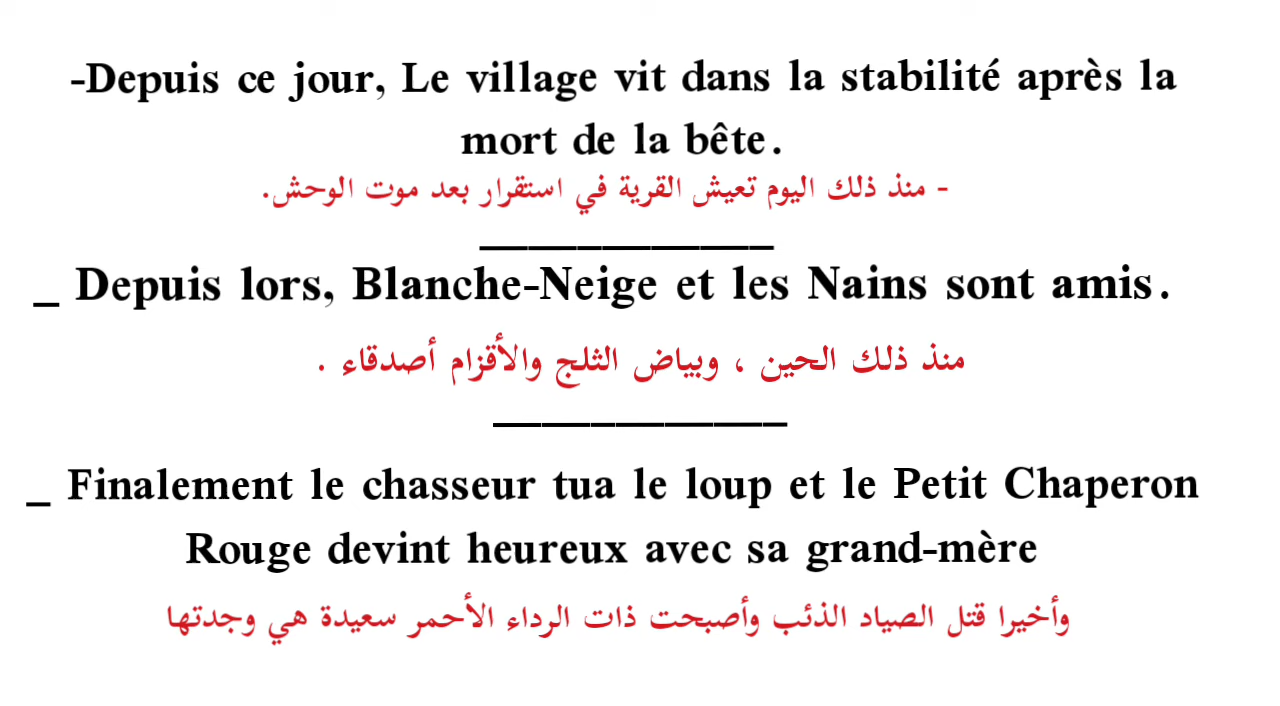 -Depuis ce jour, Le village vit dans la stabilité après la
mort de la bête.
- منذ ذلك اليوم تعيش القرية في استقرار بعد موت الوحش.
_ Depuis lors, Blanche-Neige et les Nains sont amis.
منذ ذلك الحين ، وبياض الثلج والأقزام أصدقاء .
_ Finalement le chasseur tua le loup et le Petit Chaperon
Rouge devint heureux avec sa grand-mère
وأخيرا قتل الصياد الذئب وأصبحت ذات الرداء الأحمر سعيدة هي وجدتها